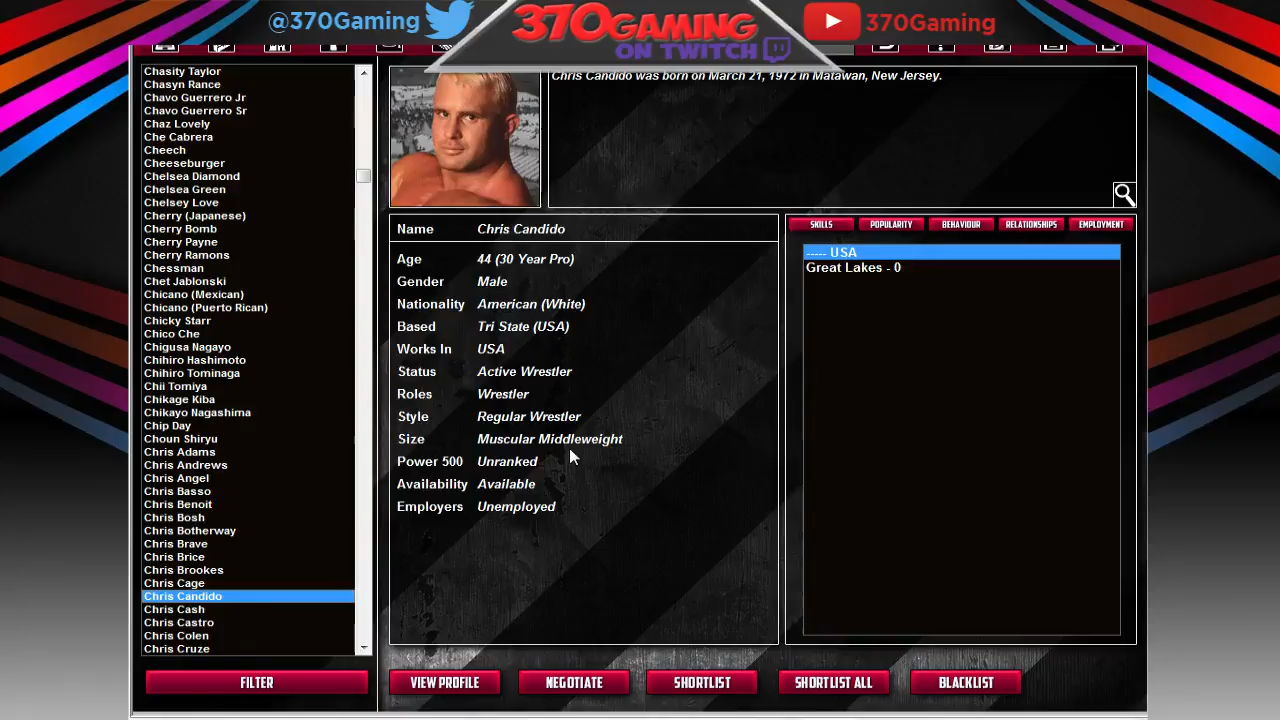 @370Gaming
370GAMING
ON TWITCH
370Gaming
Chasity Taylor
Chasyn Rance
Chavo Guerrero Jr
Chavo Guerrero Sr
Chaz Lovely
Che Cabrera
Cheech
Cheeseburger
Chelsea Diamond
Chelsea Green
Chelsey Love
Cherry (Japanese)
Cherry Bomb
Cherry Payne
Cherry Ramons
Chessman
Chet Jablonski
Chicano (Mexican)
Chicano (Puerto Rican)
Chicky Starr
Chico Che
Chigusa Nagayo
Chihiro Hashimoto
Chihiro Tominaga
Chii Tomiya
Chikage Kiba
Chikayo Nagashima
Chip Day
Choun Shiryu
Chris Adams
Chris Andrews
Chris Angel
Chris Basso
Chris Benoit
Chris Bosh
Chris Botherway
Chris Brave
Chris Brice
Chris Brookes
Chris Cage
Chris Candido
Chris Cash
Chris Castro
Chris Colen
Chris Cruze
FILTER
Chris Candido was born on March 21, 1972 in Matawan, New Jersey.
Name Chris Candido
Age 44 (30 Year Pro)
Gender Male
Nationality American (White)
Based Tri State (USA)
Works In USA
Status Active Wrestler
Roles Wrestler
Style Regular Wrestler
Size Muscular Middleweight
Power 500 Unranked
Availability Available
Employers Unemployed
SKILLS POPULARITY BEHAVIOUR RELATIONSHIPS EMPLOYMENT
----- USA
Great Lakes - 0
VIEW PROFILE NEGOTIATE SHORTLIST SHORTLIST ALL BLACKLIST